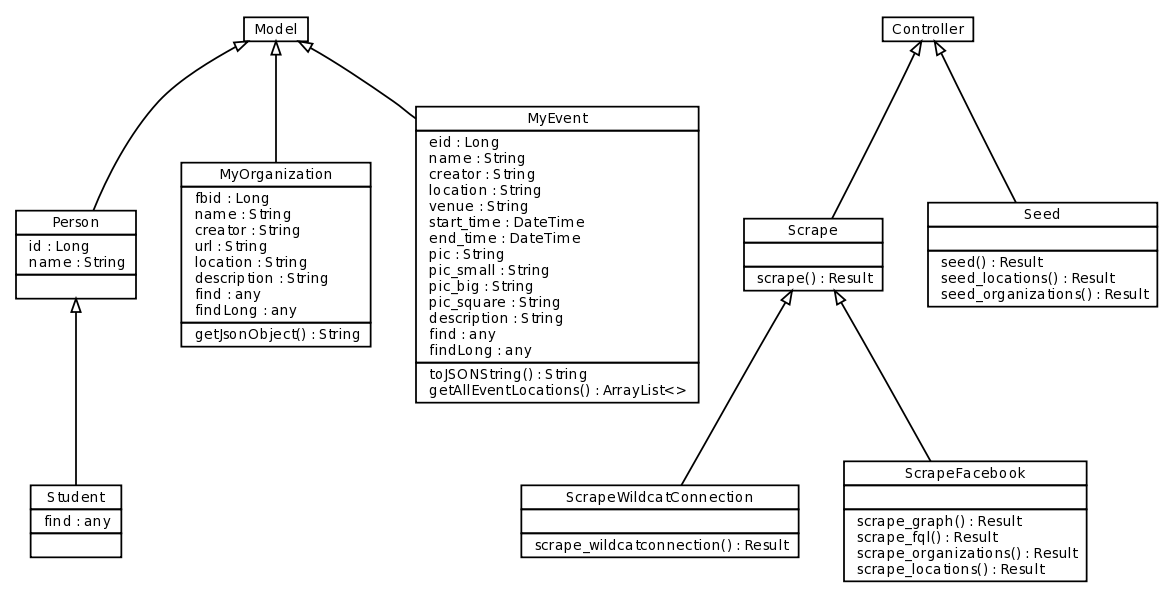 Model
Controller
MyEvent
eid : Long
name : String
creator : String
location : String
venue : String
start_time : DateTime
end_time : DateTime
pic : String
pic_small : String
pic_big : String
pic_square : String
description : String
find : any
findLong : any
toJSONString() : String
getAllEventLocations() : ArrayList<>
MyOrganization
fbid : Long
name : String
creator : String
url : String
location : String
description : String
find : any
findLong : any
getJsonObject() : String
Person
id : Long
name : String
Scrape
scrape() : Result
Seed
seed() : Result
seed_locations() : Result
seed_organizations() : Result
Student
find : any
ScrapeWildcatConnection
scrape_wildcatconnection() : Result
ScrapeFacebook
scrape_graph() : Result
scrape_fql() : Result
scrape_organizations() : Result
scrape_locations() : Result